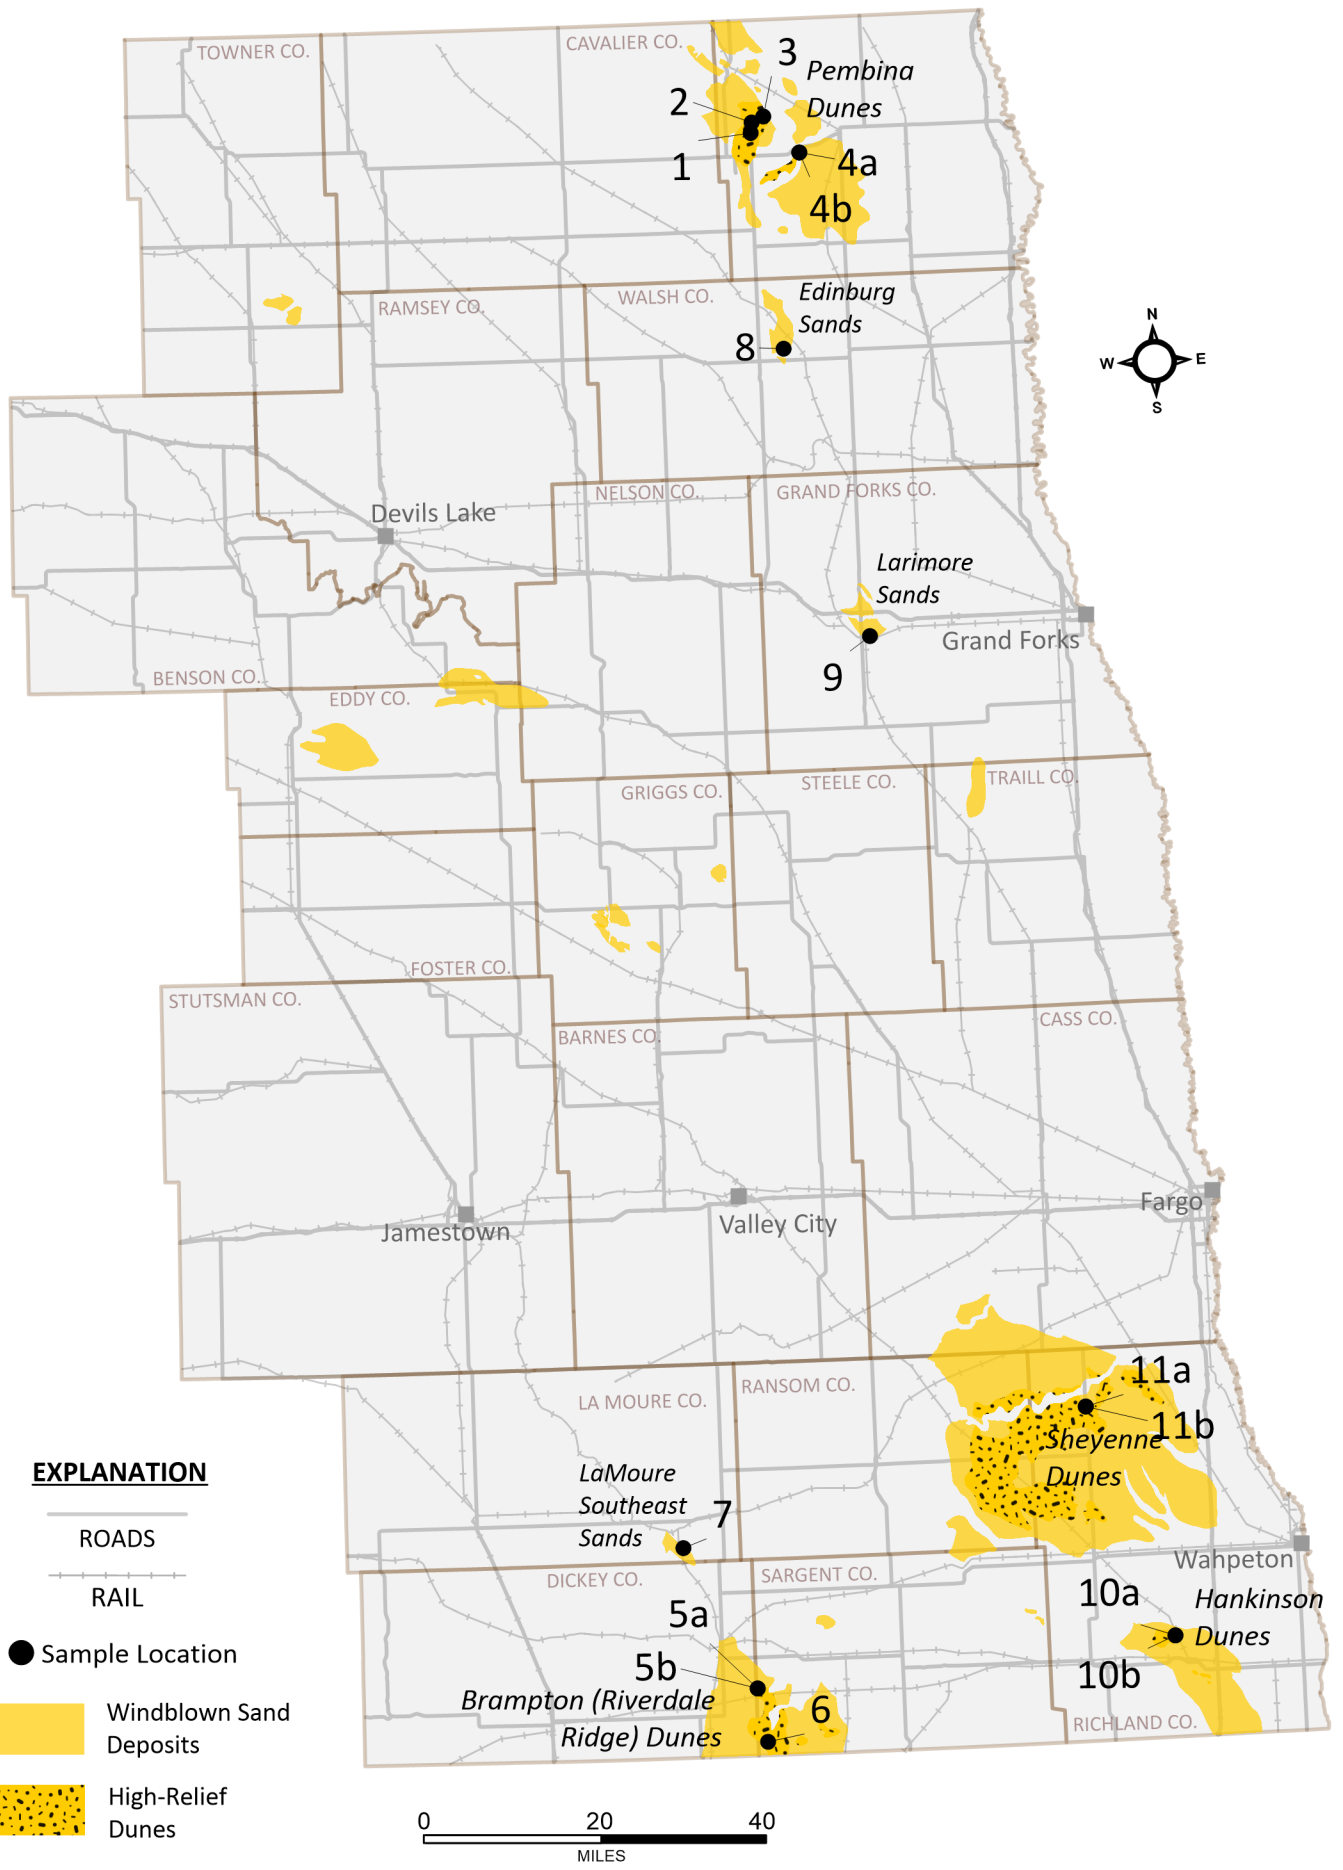 TOWNER CO.
CAVALIER CO.
3
Pembina
Dunes
2
1
4a
4b
RAMSEY CO.
WALSH CO.
Edinburg
Sands
8
N
W
E
S
Devils Lake
NELSON CO.
GRAND FORKS CO.
Larimore
Sands
9
Grand Forks
BENSON CO.
EDDY CO.
GRIGGS CO.
STEELE CO.
TRAILL CO.
FOSTER CO.
STUTSMAN CO.
BARNES CO.
CASS CO.
Jamestown
Valley City
Fargo
LA MOURE CO.
RANSOM CO.
11a
11b
Sheyenne
Dunes
LaMoure
Southeast
Sands
7
Wahpeton
DICKEY CO.
SARGENT CO.
5a
5b
Brampton (Riverdale
Ridge) Dunes
6
10a
Hankinson
Dunes
10b
RICHLAND CO.
EXPLANATION
ROADS
RAIL
Sample Location
Windblown Sand
Deposits
High-Relief
Dunes
0 20 40
MILES